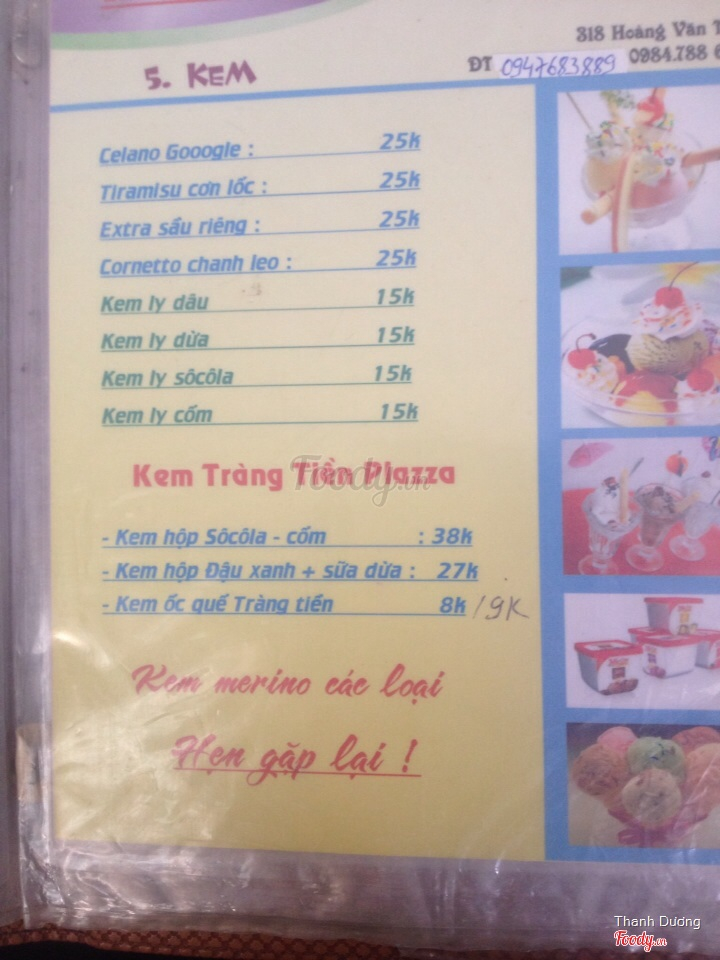 318 Hoàng Văn
ĐT 0947683889 0984.788
5. KEM
Celano Gooogle : 25k
Tiramisu cơn lốc : 25k
Extra sầu riêng : 25k
Cornetto chanh leo : 25k
Kem ly dâu 15k
Kem ly dừa 15k
Kem ly sôcôla 15k
Kem ly cốm 15k
Kem Tràng Tiền Plazza
- Kem hộp Sôcôla - cốm : 38k
- Kem hộp Đậu xanh + sữa dừa : 27k
- Kem ốc quế Tràng tiền 8k /9K
Kem merino các loại
Hẹn gặp lại !
Foody.vn
Thanh Dương
Foody.vn